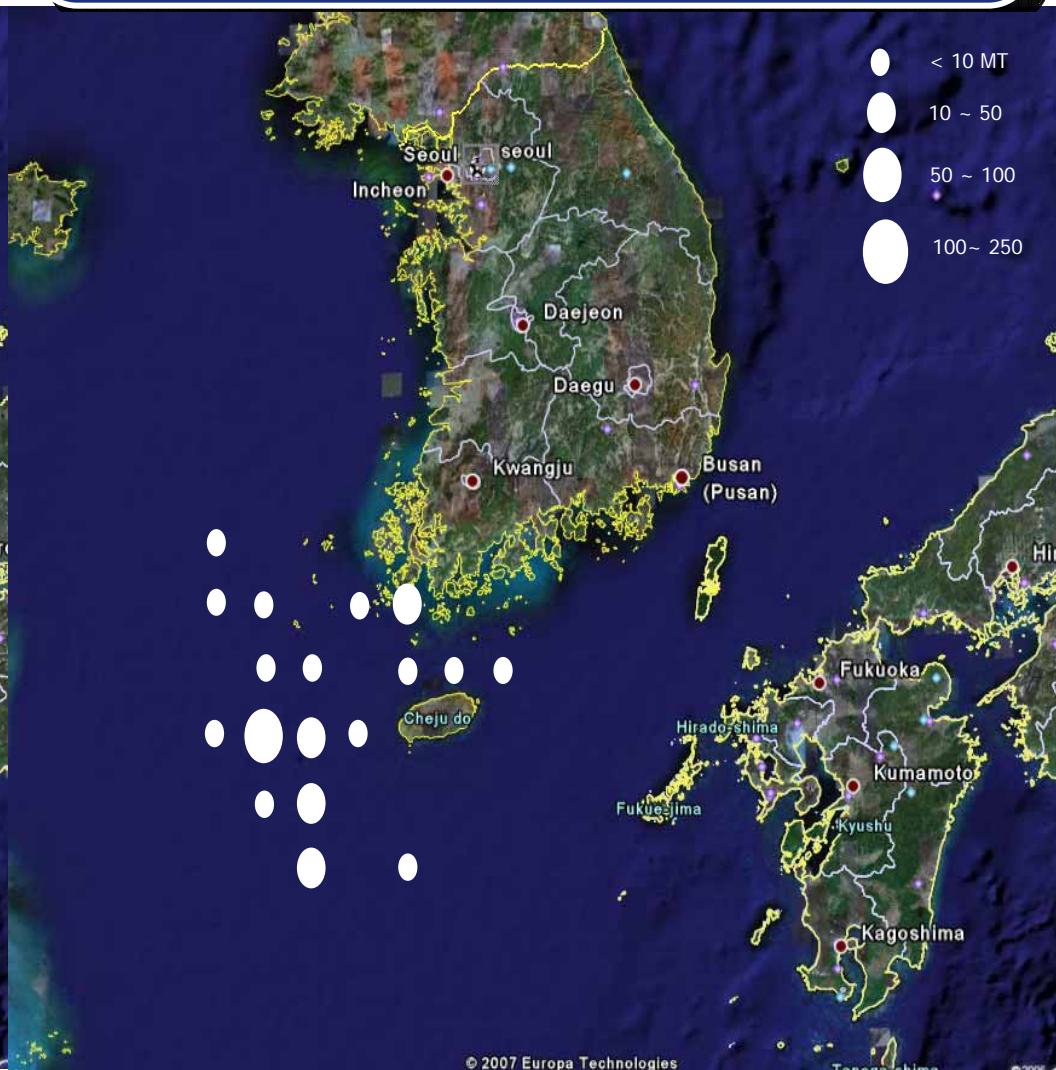 < 10 MT
10 ~ 50
50 ~ 100
100~ 250
Seoul
seoul
Incheon
Daejeon
Daegu
Kwangju
Busan
(Pusan)
Fukuoka
Cheju do
Hirado-shima
Kumamoto
Fukue-jima
Kyushu
Kagoshima
© 2007 Europa Technologies